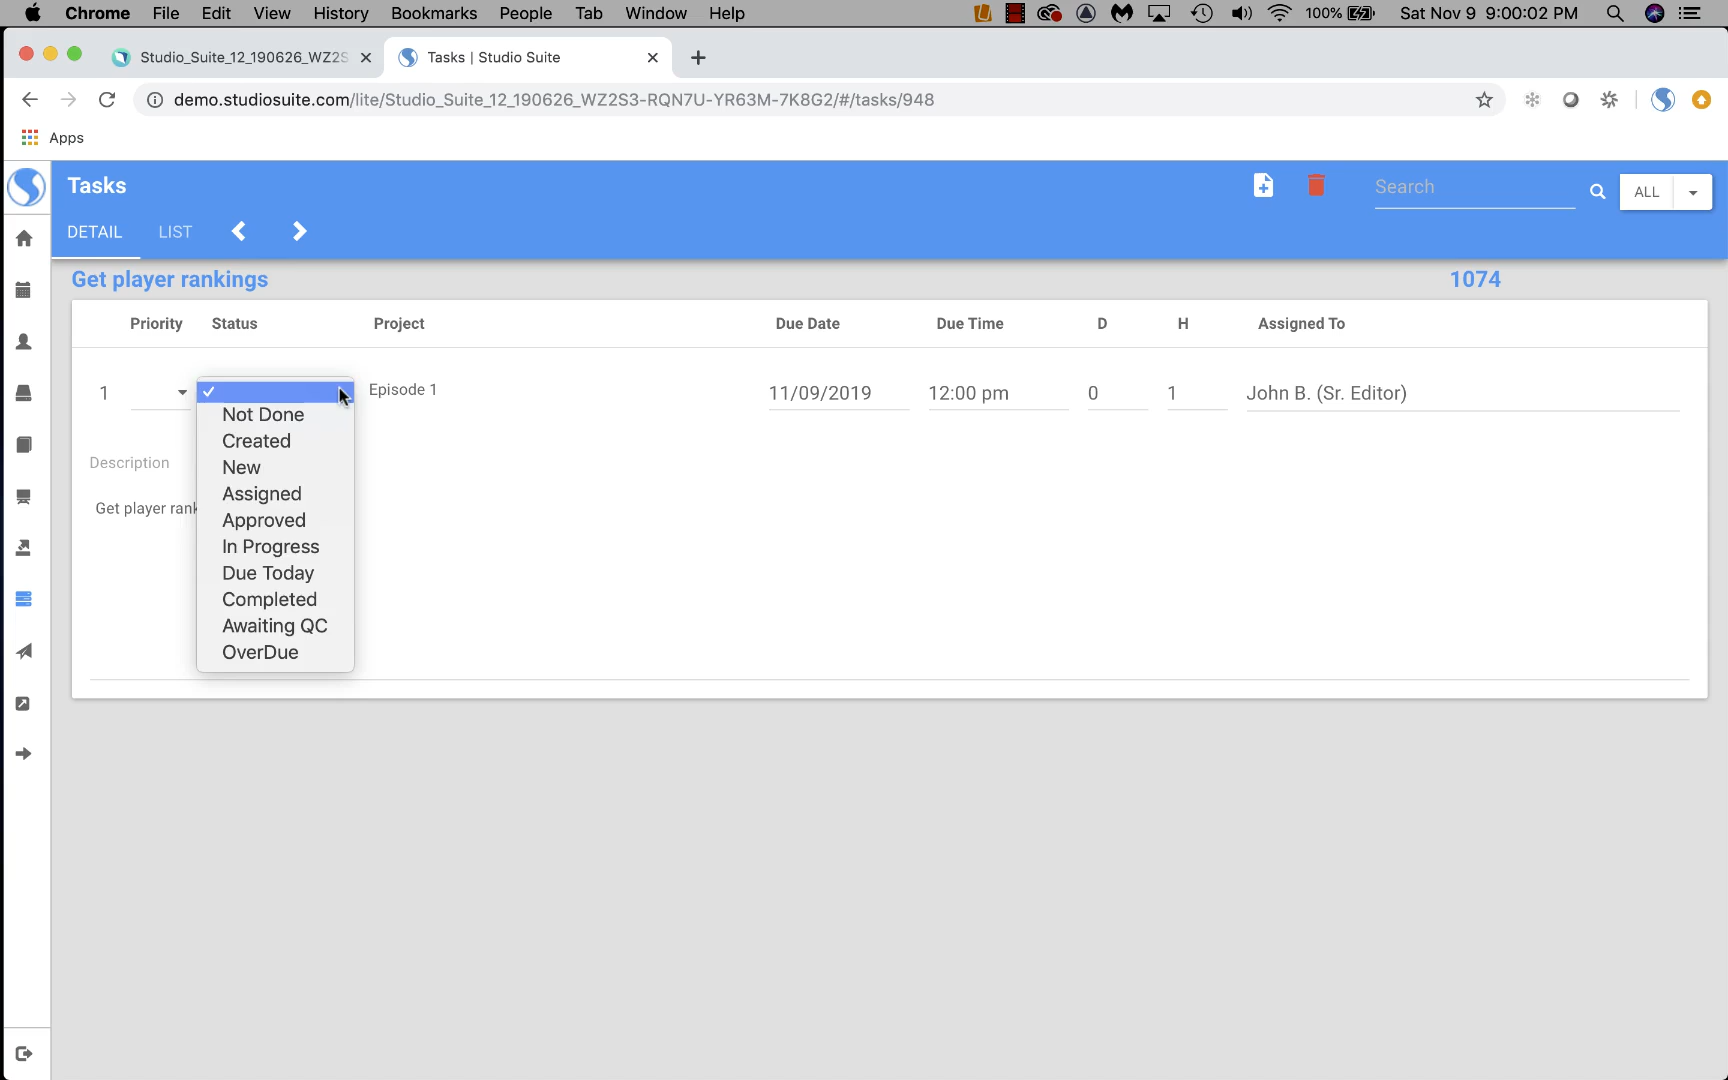 Chrome File Edit View History Bookmarks People Tab Window Help 100% Sat Nov 9 9:00:02 PM
Studio_Suite_12_190626_WZ2S Tasks | Studio Suite
demo.studiosuite.com/lite/Studio_Suite_12_190626_WZ2S3-RQN7U-YR63M-7K8G2/#/tasks/948
Apps
Tasks Search ALL
DETAIL LIST
Get player rankings 1074
Priority Status Project Due Date Due Time D H Assigned To
1 Episode 1 11/09/2019 12:00 pm 0 1 John B. (Sr. Editor)
Not Done
Created
Description
New
Assigned
Get player rank
Approved
In Progress
Due Today
Completed
Awaiting QC
OverDue